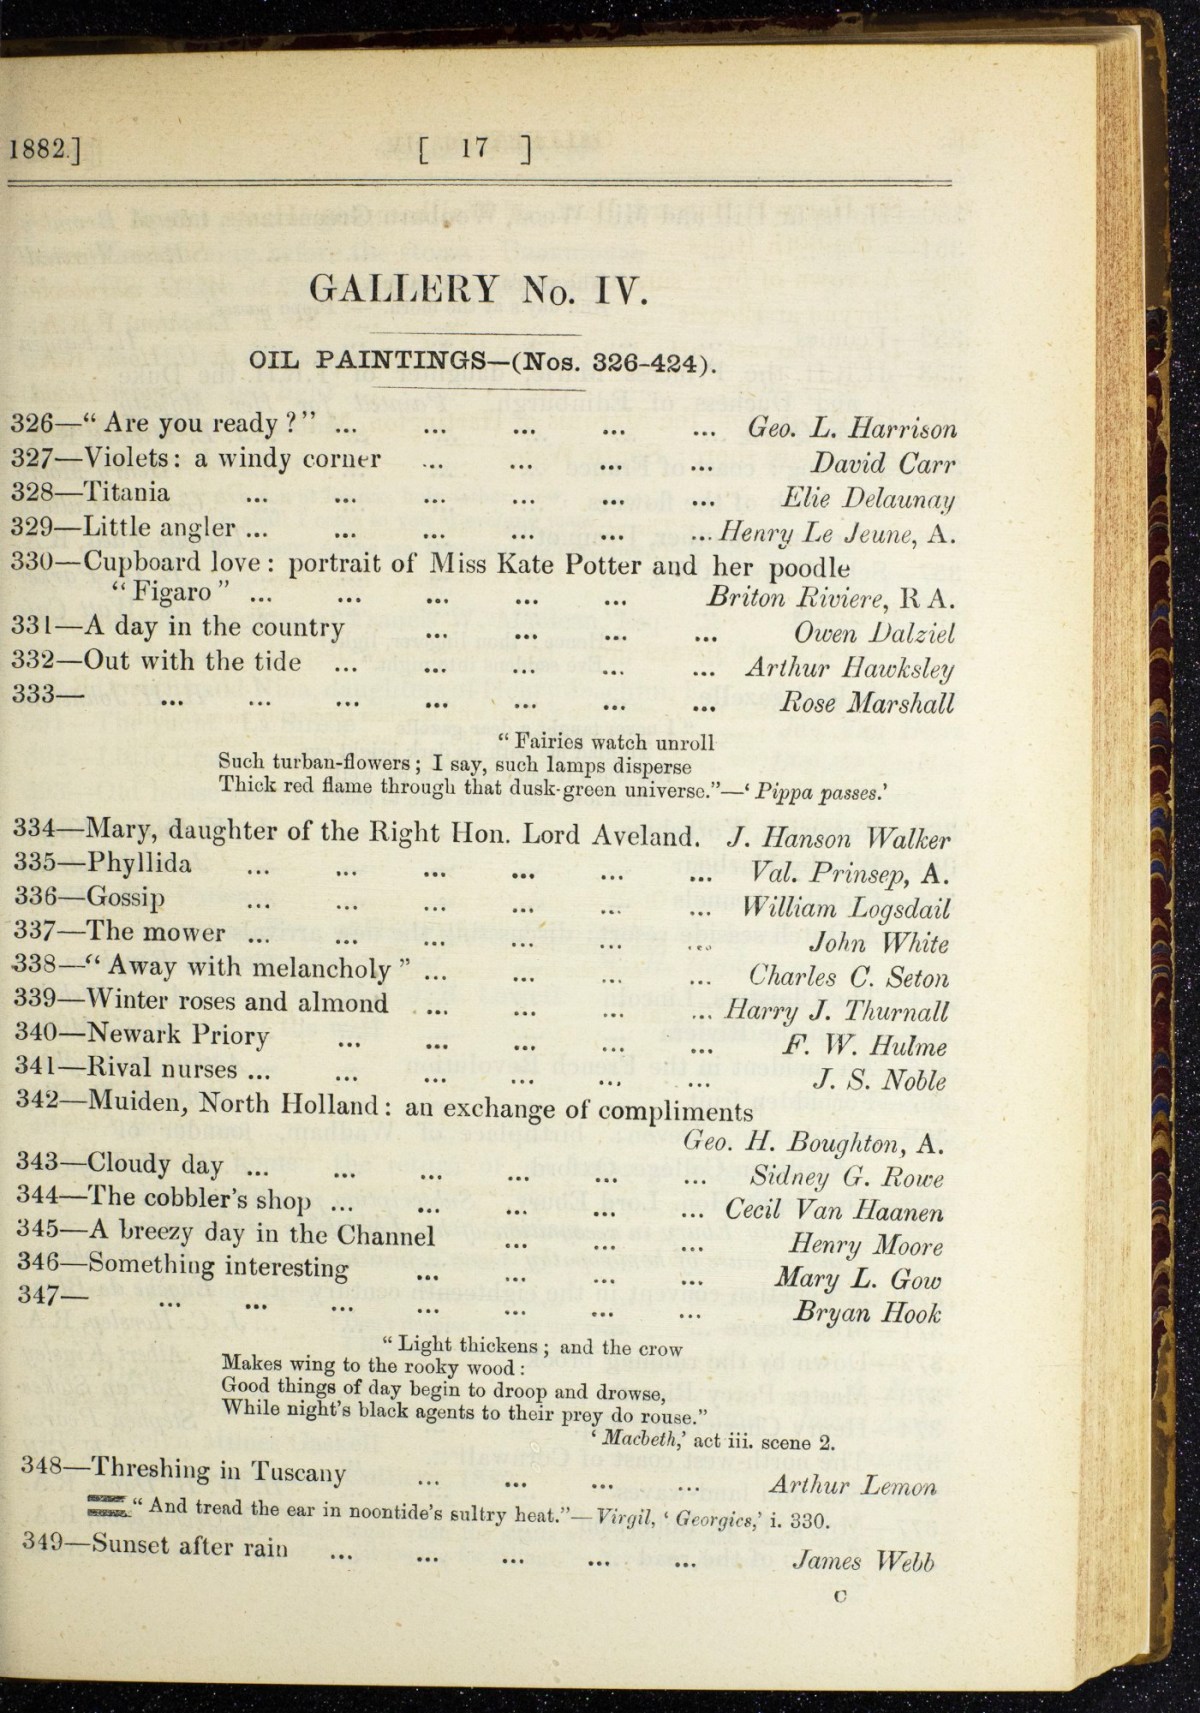 1882.] [ 17 ]
GALLERY No. IV.
OIL PAINTINGS—(Nos. 326-424).
326—“ Are you ready ? ” ... ... ... ... ... Geo. L. Harrison
327—Violets : a windy corner ... ... ... ... David Carr
328—Titania ... ... ... ... ... ... Elie Delaunay
329—Little angler ... ... ... ... ... ... Henry Le Jeune, A.
330—Cupboard love : portrait of Miss Kate Potter and her poodle
“ Figaro ” ... ... ... ... ... Briton Riviere, R A.
331—A day in the country ... ... ... ... Owen Dalziel
332—Out with the tide ... ... ... ... ... Arthur Hawksley
333— ... ... ... ... ... ... ... Rose Marshall
“ Fairies watch unroll
Such turban-flowers ; I say, such lamps disperse
Thick red flame through that dusk-green universe.”—‘ Pippa passes.’
334—Mary, daughter of the Right Hon. Lord Aveland. J. Hanson Walker
335—Phyllida ... ... ... ... ... ... Val. Prinsep, A.
336—Gossip ... ... ... ... ... ... William Logsdail
337—The mower ... ... ... ... ... ... John White
338—“ Away with melancholy ” ... ... ... ... Charles C. Seton
339—Winter roses and almond ... ... ... ... Harry J. Thurnall
340—Newark Priory ... ... ... ... ... F. W. Hulme
341—Rival nurses ... ... ... ... ... ... J. S. Noble
342—Muiden, North Holland : an exchange of compliments
Geo. H. Boughton, A.
343—Cloudy day ... ... ... ... ... ... Sidney G. Rowe
344—The cobbler’s shop ... ... ... ... ... Cecil Van Haanen
345—A breezy day in the Channel ... ... ... Henry Moore
346—Something interesting ... ... ... ... Mary L. Gow
347— ... ... ... ... ... ... ... Bryan Hook
“ Light thickens ; and the crow
Makes wing to the rooky wood :
Good things of day begin to droop and drowse,
While night’s black agents to their prey do rouse.”
‘ Macbeth,’ act iii. scene 2.
348—Threshing in Tuscany ... ... ... ... Arthur Lemon
“ And tread the ear in noontide’s sultry heat.”—Virgil, ‘ Georgics,’ i. 330.
349—Sunset after rain ... ... ... ... ... James Webb
C